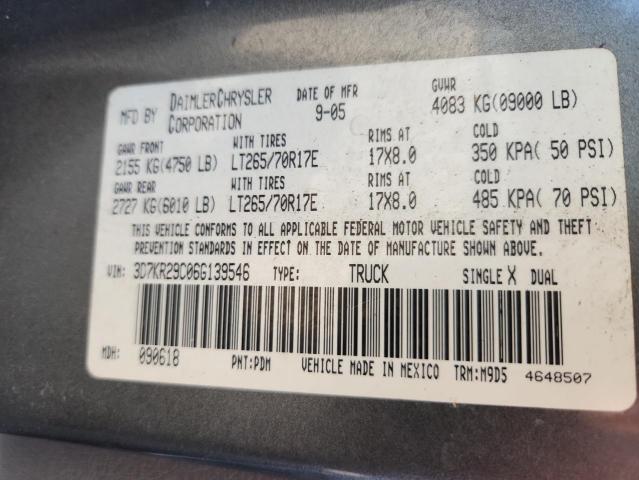 MFD BY DAIMLERCHRYSLER CORPORATION DATE OF MFR 9-05 GVWR 4083 KG(09000 LB)
GAWR FRONT WITH TIRES RIMS AT COLD
2155 KG(4750 LB) LT265/70R17E 17X8.0 350 KPA( 50 PSI)
GAWR REAR WITH TIRES RIMS AT COLD
2727 KG(6010 LB) LT265/70R17E 17X8.0 485 KPA( 70 PSI)
THIS VEHICLE CONFORMS TO ALL APPLICABLE FEDERAL MOTOR VEHICLE SAFETY AND THEFT
PREVENTION STANDARDS IN EFFECT ON THE DATE OF MANUFACTURE SHOWN ABOVE.
VIN: 3D7KR29C06G139546 TYPE: TRUCK SINGLE X DUAL
MDH: 090618 PNT:PDM VEHICLE MADE IN MEXICO TRM:M9D5 4648507